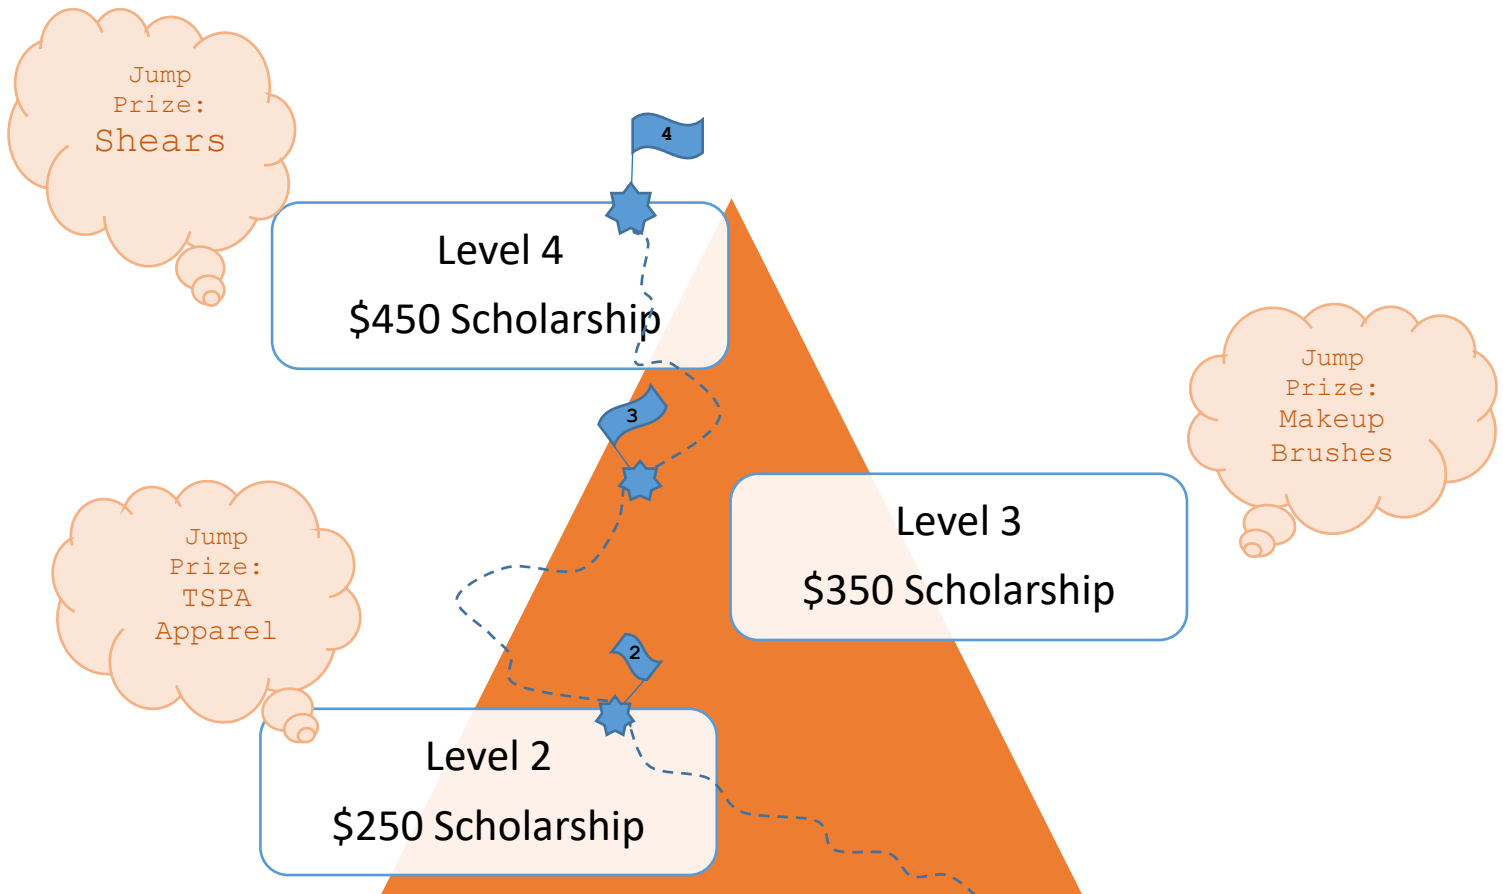 Jump
Prize:
Shears
4
Level 4
$450 Scholarship
Jump
Prize:
Makeup
Brushes
3
Level 3
$350 Scholarship
Jump
Prize:
TSPA
Apparel
2
Level 2
$250 Scholarship